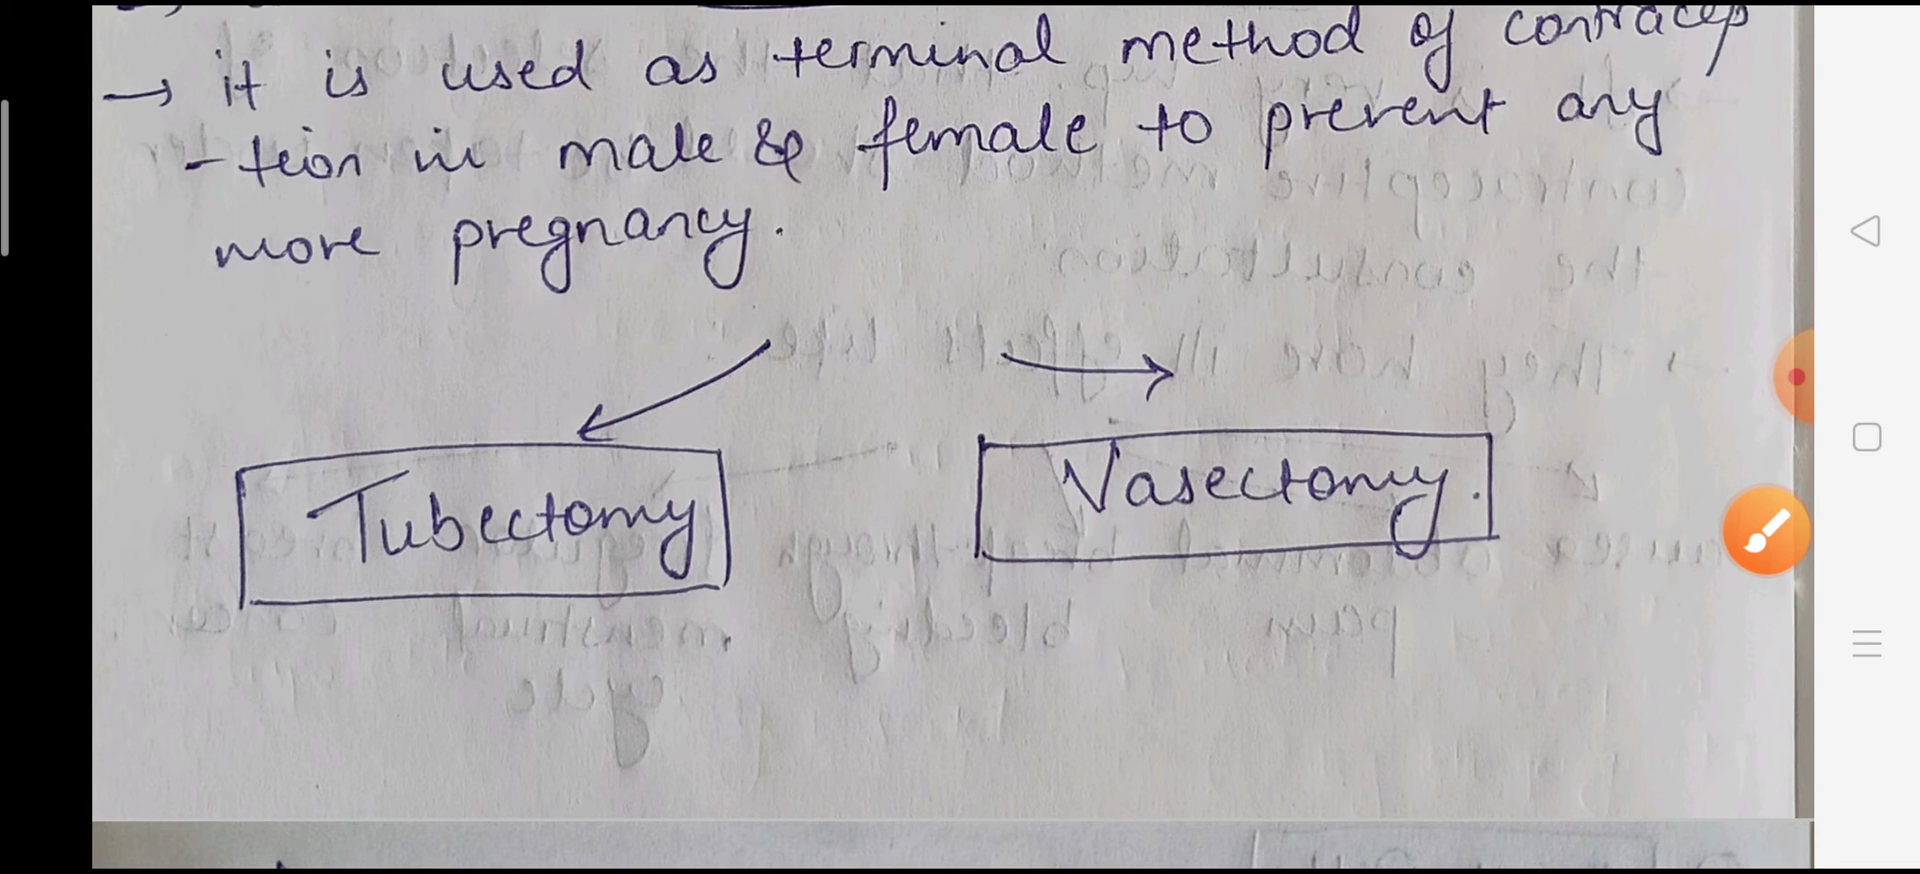 → it is used as terminal method of contracep
-tion in male & female to prevent any
more pregnancy.
Tubectomy
Vasectomy.